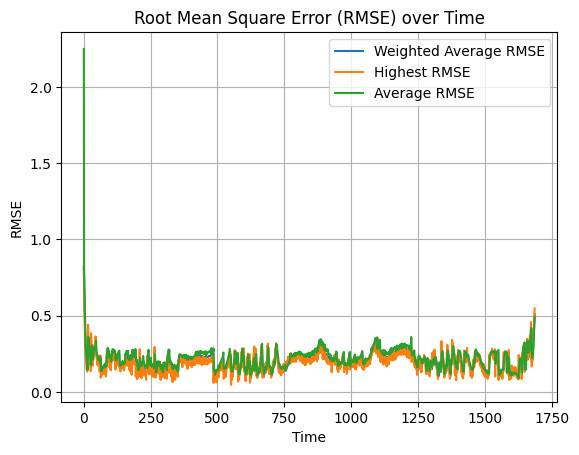 Root Mean Square Error (RMSE) over Time
Weighted Average RMSE
Highest RMSE
Average RMSE
RMSE
2.0
1.5
1.0
0.5
0.0
0 250 500 750 1000 1250 1500 1750
Time